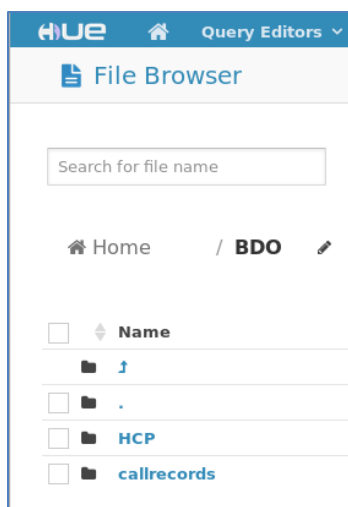 HUE Query Editors
File Browser
Search for file name
Home / BDO
Name
.
HCP
callrecords